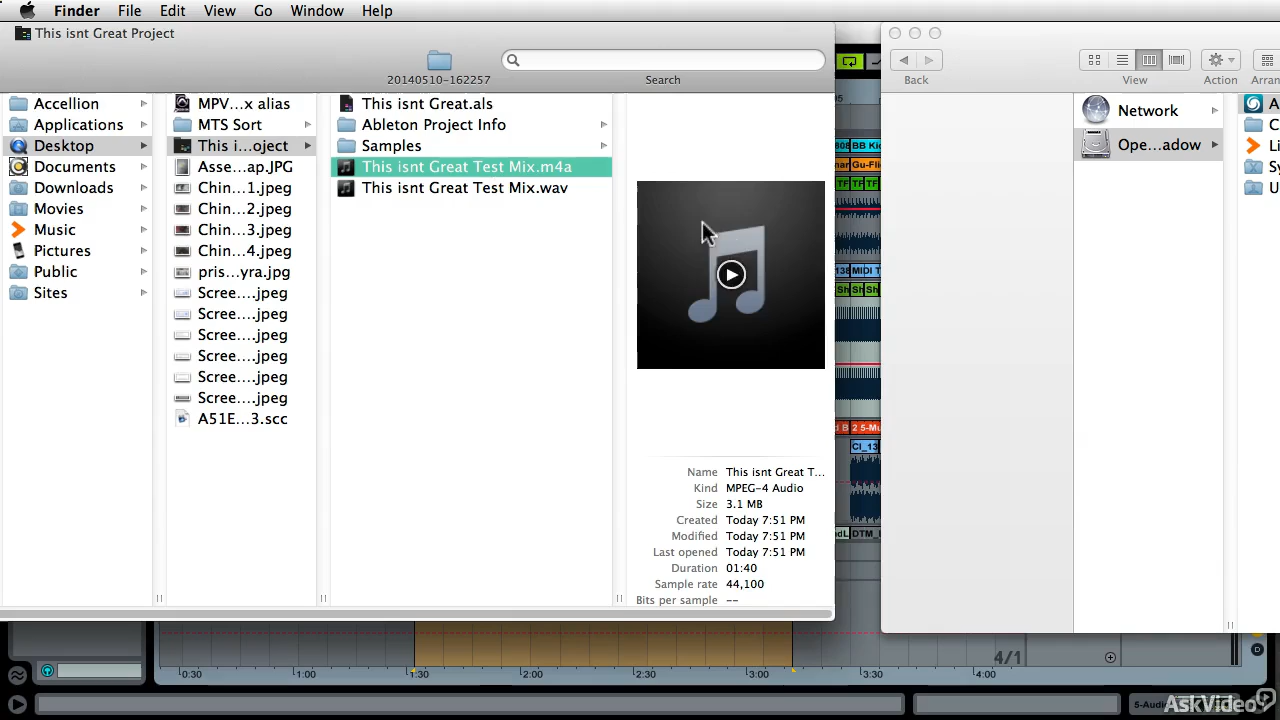 Finder File Edit View Go Window Help
This isnt Great Project
20140510-162257
Search
Back
View
Action
Accellion
Applications
Desktop
Documents
Downloads
Movies
Music
Pictures
Public
Sites
MPV...x alias
MTS Sort
This i...oject
Asse...ap.JPG
Chin...1.jpeg
Chin...2.jpeg
Chin...3.jpeg
Chin...4.jpeg
pris...yra.jpg
Scree....jpeg
Scree....jpeg
Scree....jpeg
Scree....jpeg
Scree....jpeg
Scree....jpeg
A51E...3.scc
This isnt Great.als
Ableton Project Info
Samples
This isnt Great Test Mix.m4a
This isnt Great Test Mix.wav
Name This isnt Great T...
Kind MPEG-4 Audio
Size 3.1 MB
Created Today 7:51 PM
Modified Today 7:51 PM
Last opened Today 7:51 PM
Duration 01:40
Sample rate 44,100
Bits per sample --
Network
Ope...adow
0:30 1:00 1:30 2:00 2:30 3:00 3:30 4:00
4/1
AskVideo